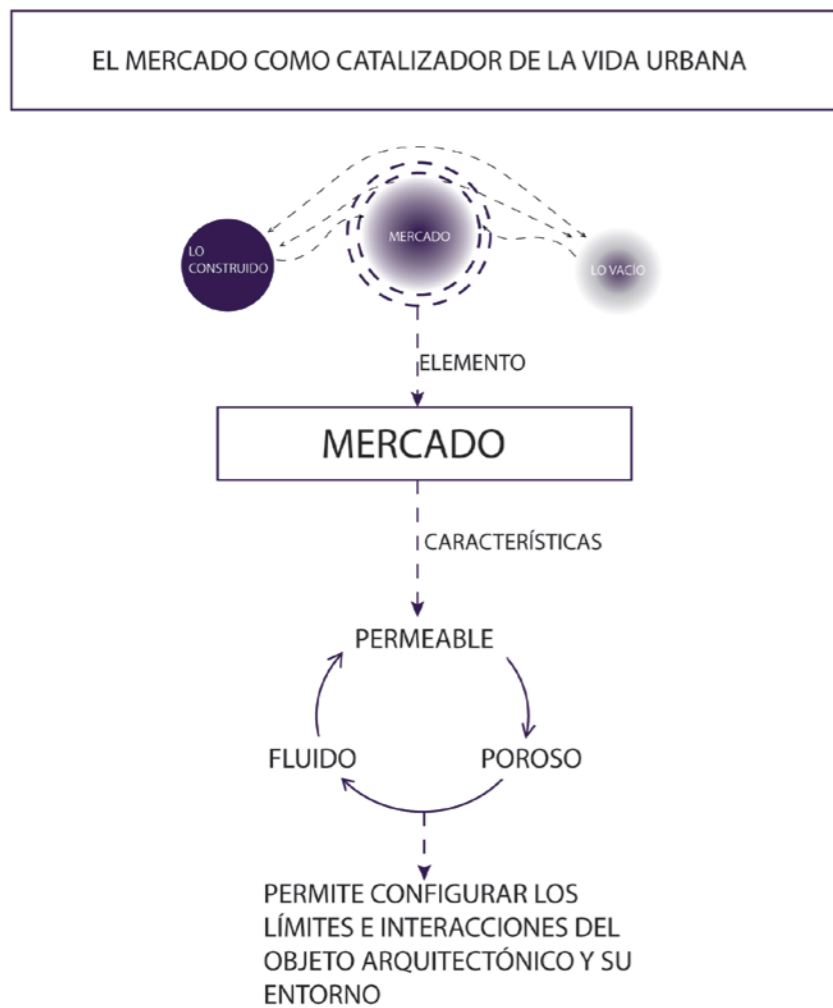 EL MERCADO COMO CATALIZADOR DE LA VIDA URBANA
MERCADO
LO
CONSTRUIDO
LO VACÍO
ELEMENTO
MERCADO
CARACTERÍSTICAS
PERMEABLE
FLUIDO
POROSO
PERMITE CONFIGURAR LOS
LÍMITES E INTERACCIONES DEL
OBJETO ARQUITECTÓNICO Y SU
ENTORNO